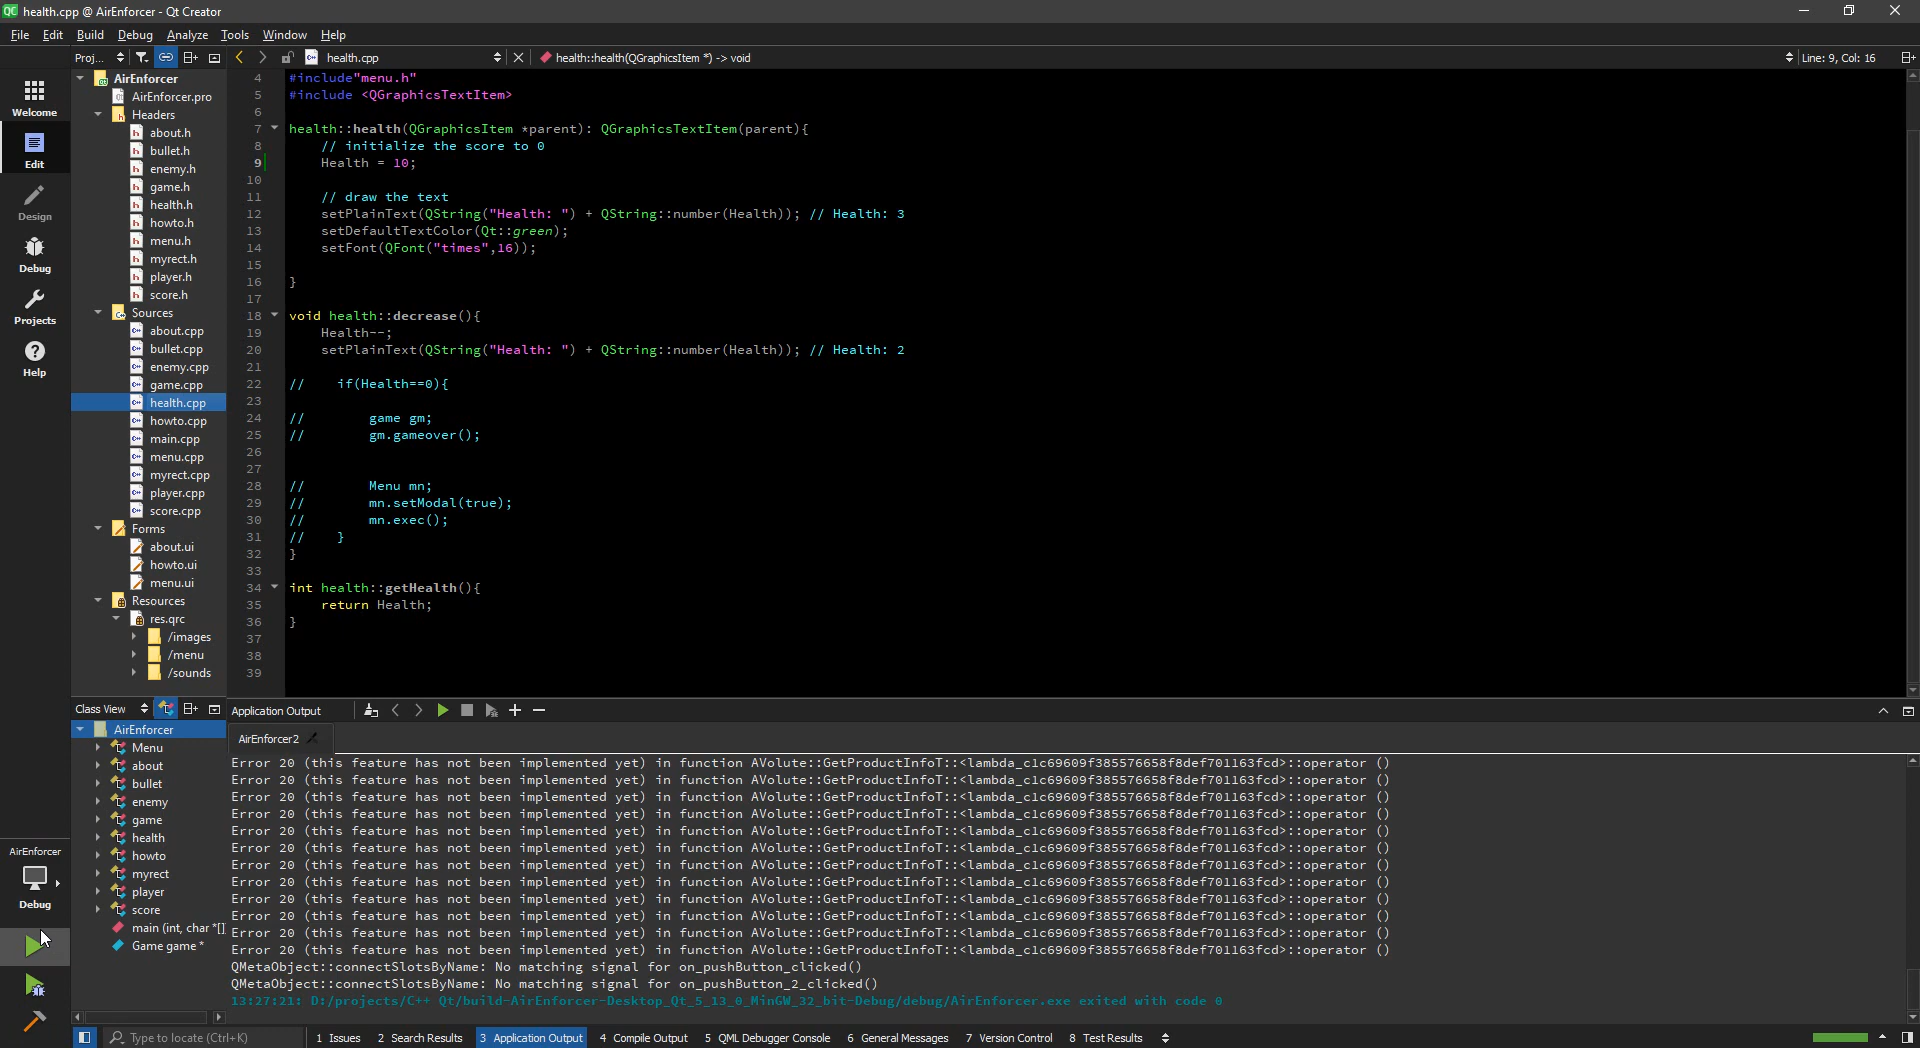 QC health.cpp @ AirEnforcer - Qt Creator
File Edit Build Debug Analyze Tools Window Help
Proj... health.cpp health::health(QGraphicsItem *) -> void Line: 9, Col: 16
Welcome
Edit
Design
Debug
Projects
Help
AirEnforcer
AirEnforcer.pro
Headers
about.h
bullet.h
enemy.h
game.h
health.h
howto.h
menu.h
myrect.h
player.h
score.h
Sources
about.cpp
bullet.cpp
enemy.cpp
game.cpp
health.cpp
howto.cpp
main.cpp
menu.cpp
myrect.cpp
player.cpp
score.cpp
Forms
about.ui
howto.ui
menu.ui
Resources
res.qrc
/images
/menu
/sounds
4 #include"menu.h"
5 #include <QGraphicsTextItem>
6
7 health::health(QGraphicsItem *parent): QGraphicsTextItem(parent){
8 // initialize the score to 0
9 Health = 10;
10
11 // draw the text
12 setPlainText(QString("Health: ") + QString::number(Health)); // Health: 3
13 setDefaultTextColor(Qt::green);
14 setFont(QFont("times",16));
15
16 }
17
18 void health::decrease(){
19 Health--;
20 setPlainText(QString("Health: ") + QString::number(Health)); // Health: 2
21
22 // if(Health==0){
23
24 // game gm;
25 // gm.gameover();
26
27
28 // Menu mn;
29 // mn.setModal(true);
30 // mn.exec();
31 // }
32 }
33
34 int health::getHealth(){
35 return Health;
36 }
37
38
39
Class View
AirEnforcer
Menu
about
bullet
enemy
game
health
howto
myrect
player
score
main (int, char *[]
Game game *
Application Output
AirEnforcer2
Error 20 (this feature has not been implemented yet) in function AVolute::GetProductInfoT::<lambda_c1c69609f385576658f8def701163fcd>::operator ()
Error 20 (this feature has not been implemented yet) in function AVolute::GetProductInfoT::<lambda_c1c69609f385576658f8def701163fcd>::operator ()
Error 20 (this feature has not been implemented yet) in function AVolute::GetProductInfoT::<lambda_c1c69609f385576658f8def701163fcd>::operator ()
Error 20 (this feature has not been implemented yet) in function AVolute::GetProductInfoT::<lambda_c1c69609f385576658f8def701163fcd>::operator ()
Error 20 (this feature has not been implemented yet) in function AVolute::GetProductInfoT::<lambda_c1c69609f385576658f8def701163fcd>::operator ()
Error 20 (this feature has not been implemented yet) in function AVolute::GetProductInfoT::<lambda_c1c69609f385576658f8def701163fcd>::operator ()
Error 20 (this feature has not been implemented yet) in function AVolute::GetProductInfoT::<lambda_c1c69609f385576658f8def701163fcd>::operator ()
Error 20 (this feature has not been implemented yet) in function AVolute::GetProductInfoT::<lambda_c1c69609f385576658f8def701163fcd>::operator ()
Error 20 (this feature has not been implemented yet) in function AVolute::GetProductInfoT::<lambda_c1c69609f385576658f8def701163fcd>::operator ()
Error 20 (this feature has not been implemented yet) in function AVolute::GetProductInfoT::<lambda_c1c69609f385576658f8def701163fcd>::operator ()
Error 20 (this feature has not been implemented yet) in function AVolute::GetProductInfoT::<lambda_c1c69609f385576658f8def701163fcd>::operator ()
Error 20 (this feature has not been implemented yet) in function AVolute::GetProductInfoT::<lambda_c1c69609f385576658f8def701163fcd>::operator ()
QMetaObject::connectSlotsByName: No matching signal for on_pushButton_clicked()
QMetaObject::connectSlotsByName: No matching signal for on_pushButton_2_clicked()
13:27:21: D:/projects/C++ Qt/build-AirEnforcer-Desktop_Qt_5_13_0_MinGW_32_bit-Debug/debug/AirEnforcer.exe exited with code 0
AirEnforcer
Debug
Type to locate (Ctrl+K) 1 Issues 2 Search Results 3 Application Output 4 Compile Output 5 QML Debugger Console 6 General Messages 7 Version Control 8 Test Results